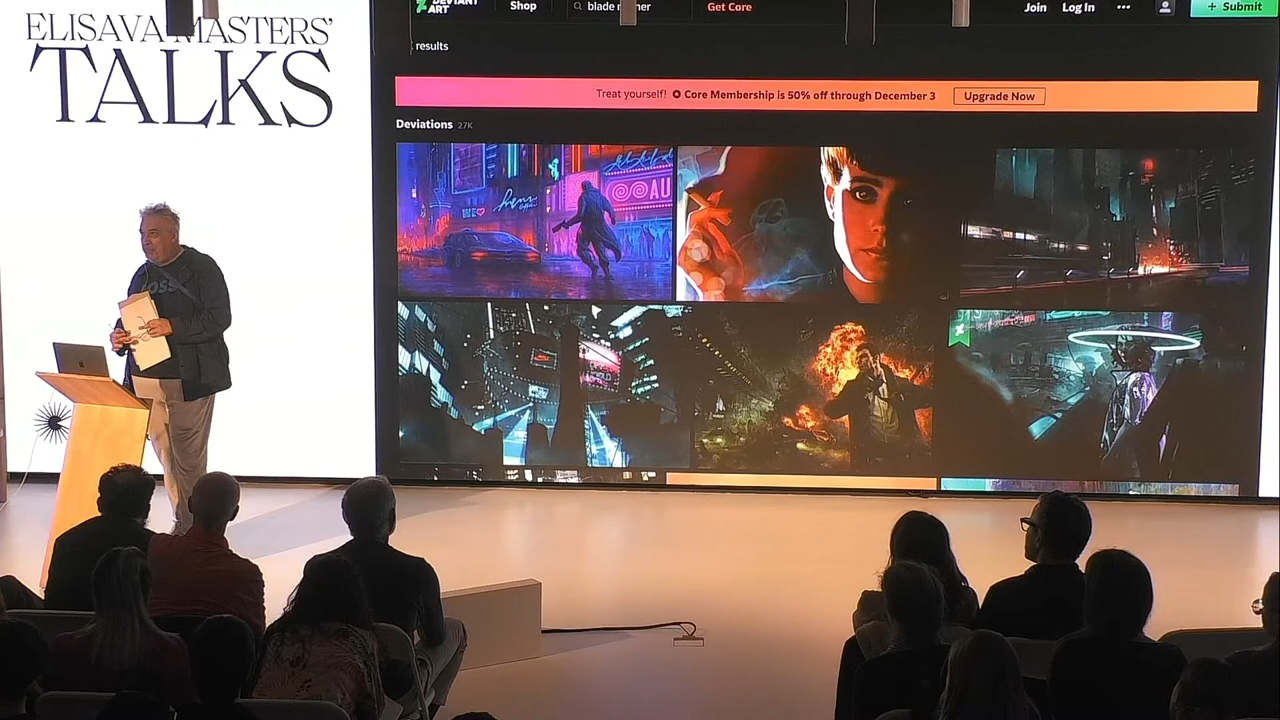 ELISAVA MASTERS'
TALKS
DEVIANT
ART
Shop
Get Core
Join
Log In
+ Submit
results
Treat yourself! Core Membership is 50% off through December 3
Upgrade Now
Deviations 27K